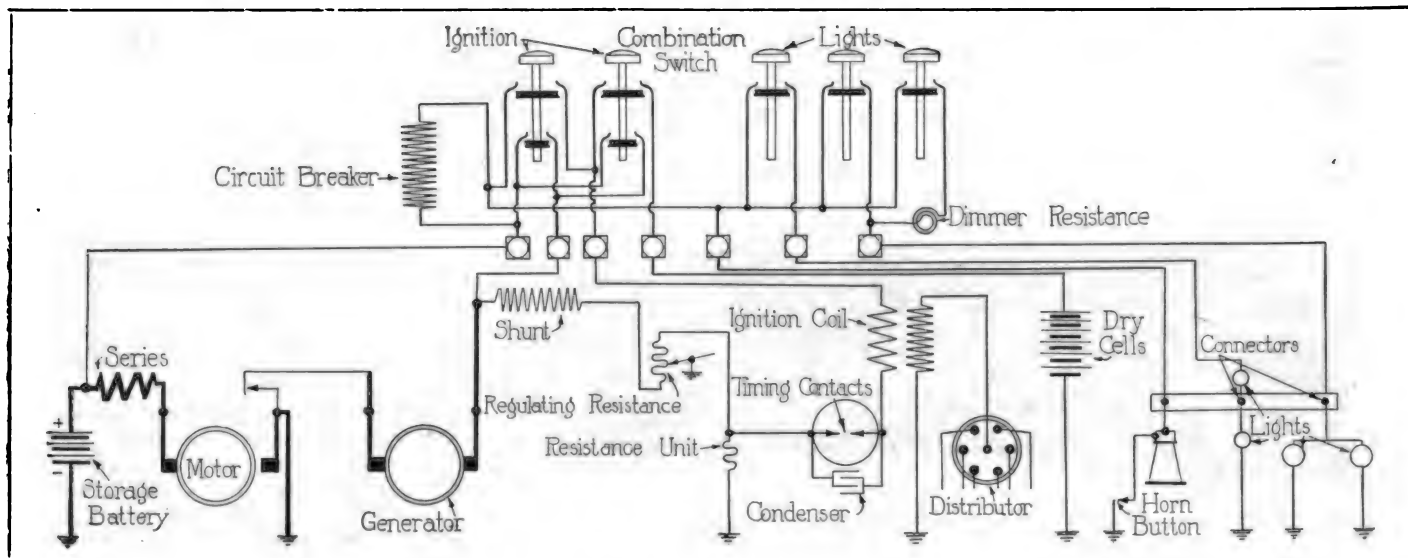 Ignition
Combination
Switch
Lights
Circuit Breaker
Dimmer Resistance
Shunt
Ignition Coil
Dry
Cells
Connectors
Series
Timing Contacts
Regulating Resistance
+
-
Motor
Resistance Unit
Lights
Storage
Battery
Generator
Condenser
Distributor
Horn
Button